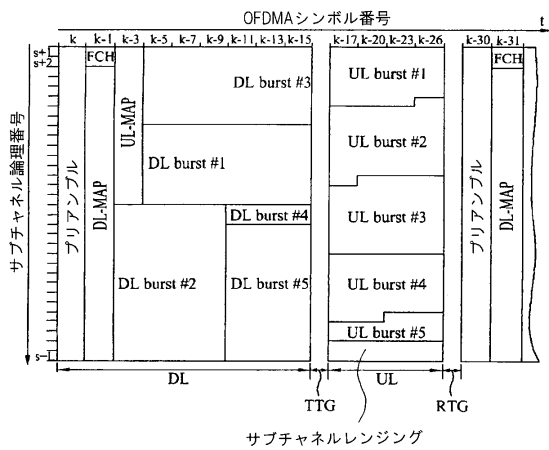 OFDMAシンボル番号
t
k k-1 k-3 k-5 k-7 k-9 k-11 k-13 k-15 k-17 k-20 k-23 k-26 k-30 k-31
s+
s+2
s-
サブチャネル論理番号
プリアンブル
FCH
DL-MAP
UL-MAP
DL burst #3
DL burst #1
DL burst #2
DL burst #4
DL burst #5
UL burst #1
UL burst #2
UL burst #3
UL burst #4
UL burst #5
プリアンブル
FCH
DL-MAP
DL
TTG
UL
RTG
サブチャネルレンジング